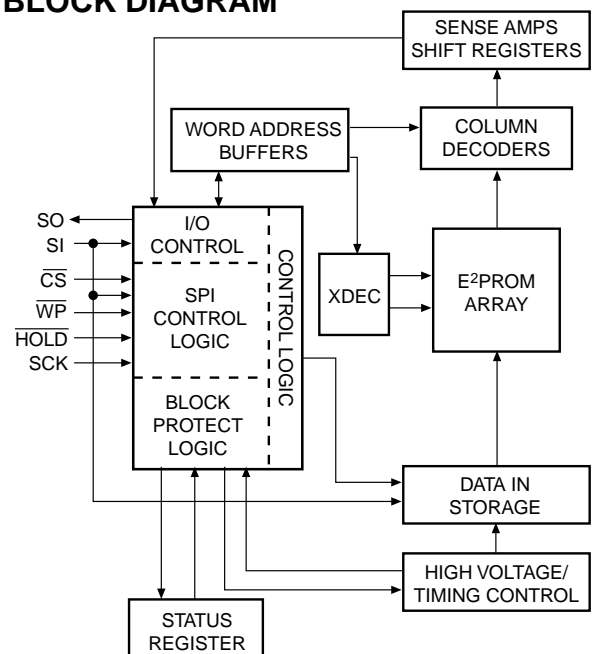 BLOCK DIAGRAM
SENSE AMPS
SHIFT REGISTERS
WORD ADDRESS
BUFFERS
COLUMN
DECODERS
SO
SI
CS
WP
HOLD
SCK
I/O
CONTROL
SPI
CONTROL
LOGIC
BLOCK
PROTECT
LOGIC
CONTROL LOGIC
XDEC
E2PROM
ARRAY
DATA IN
STORAGE
HIGH VOLTAGE/
TIMING CONTROL
STATUS
REGISTER